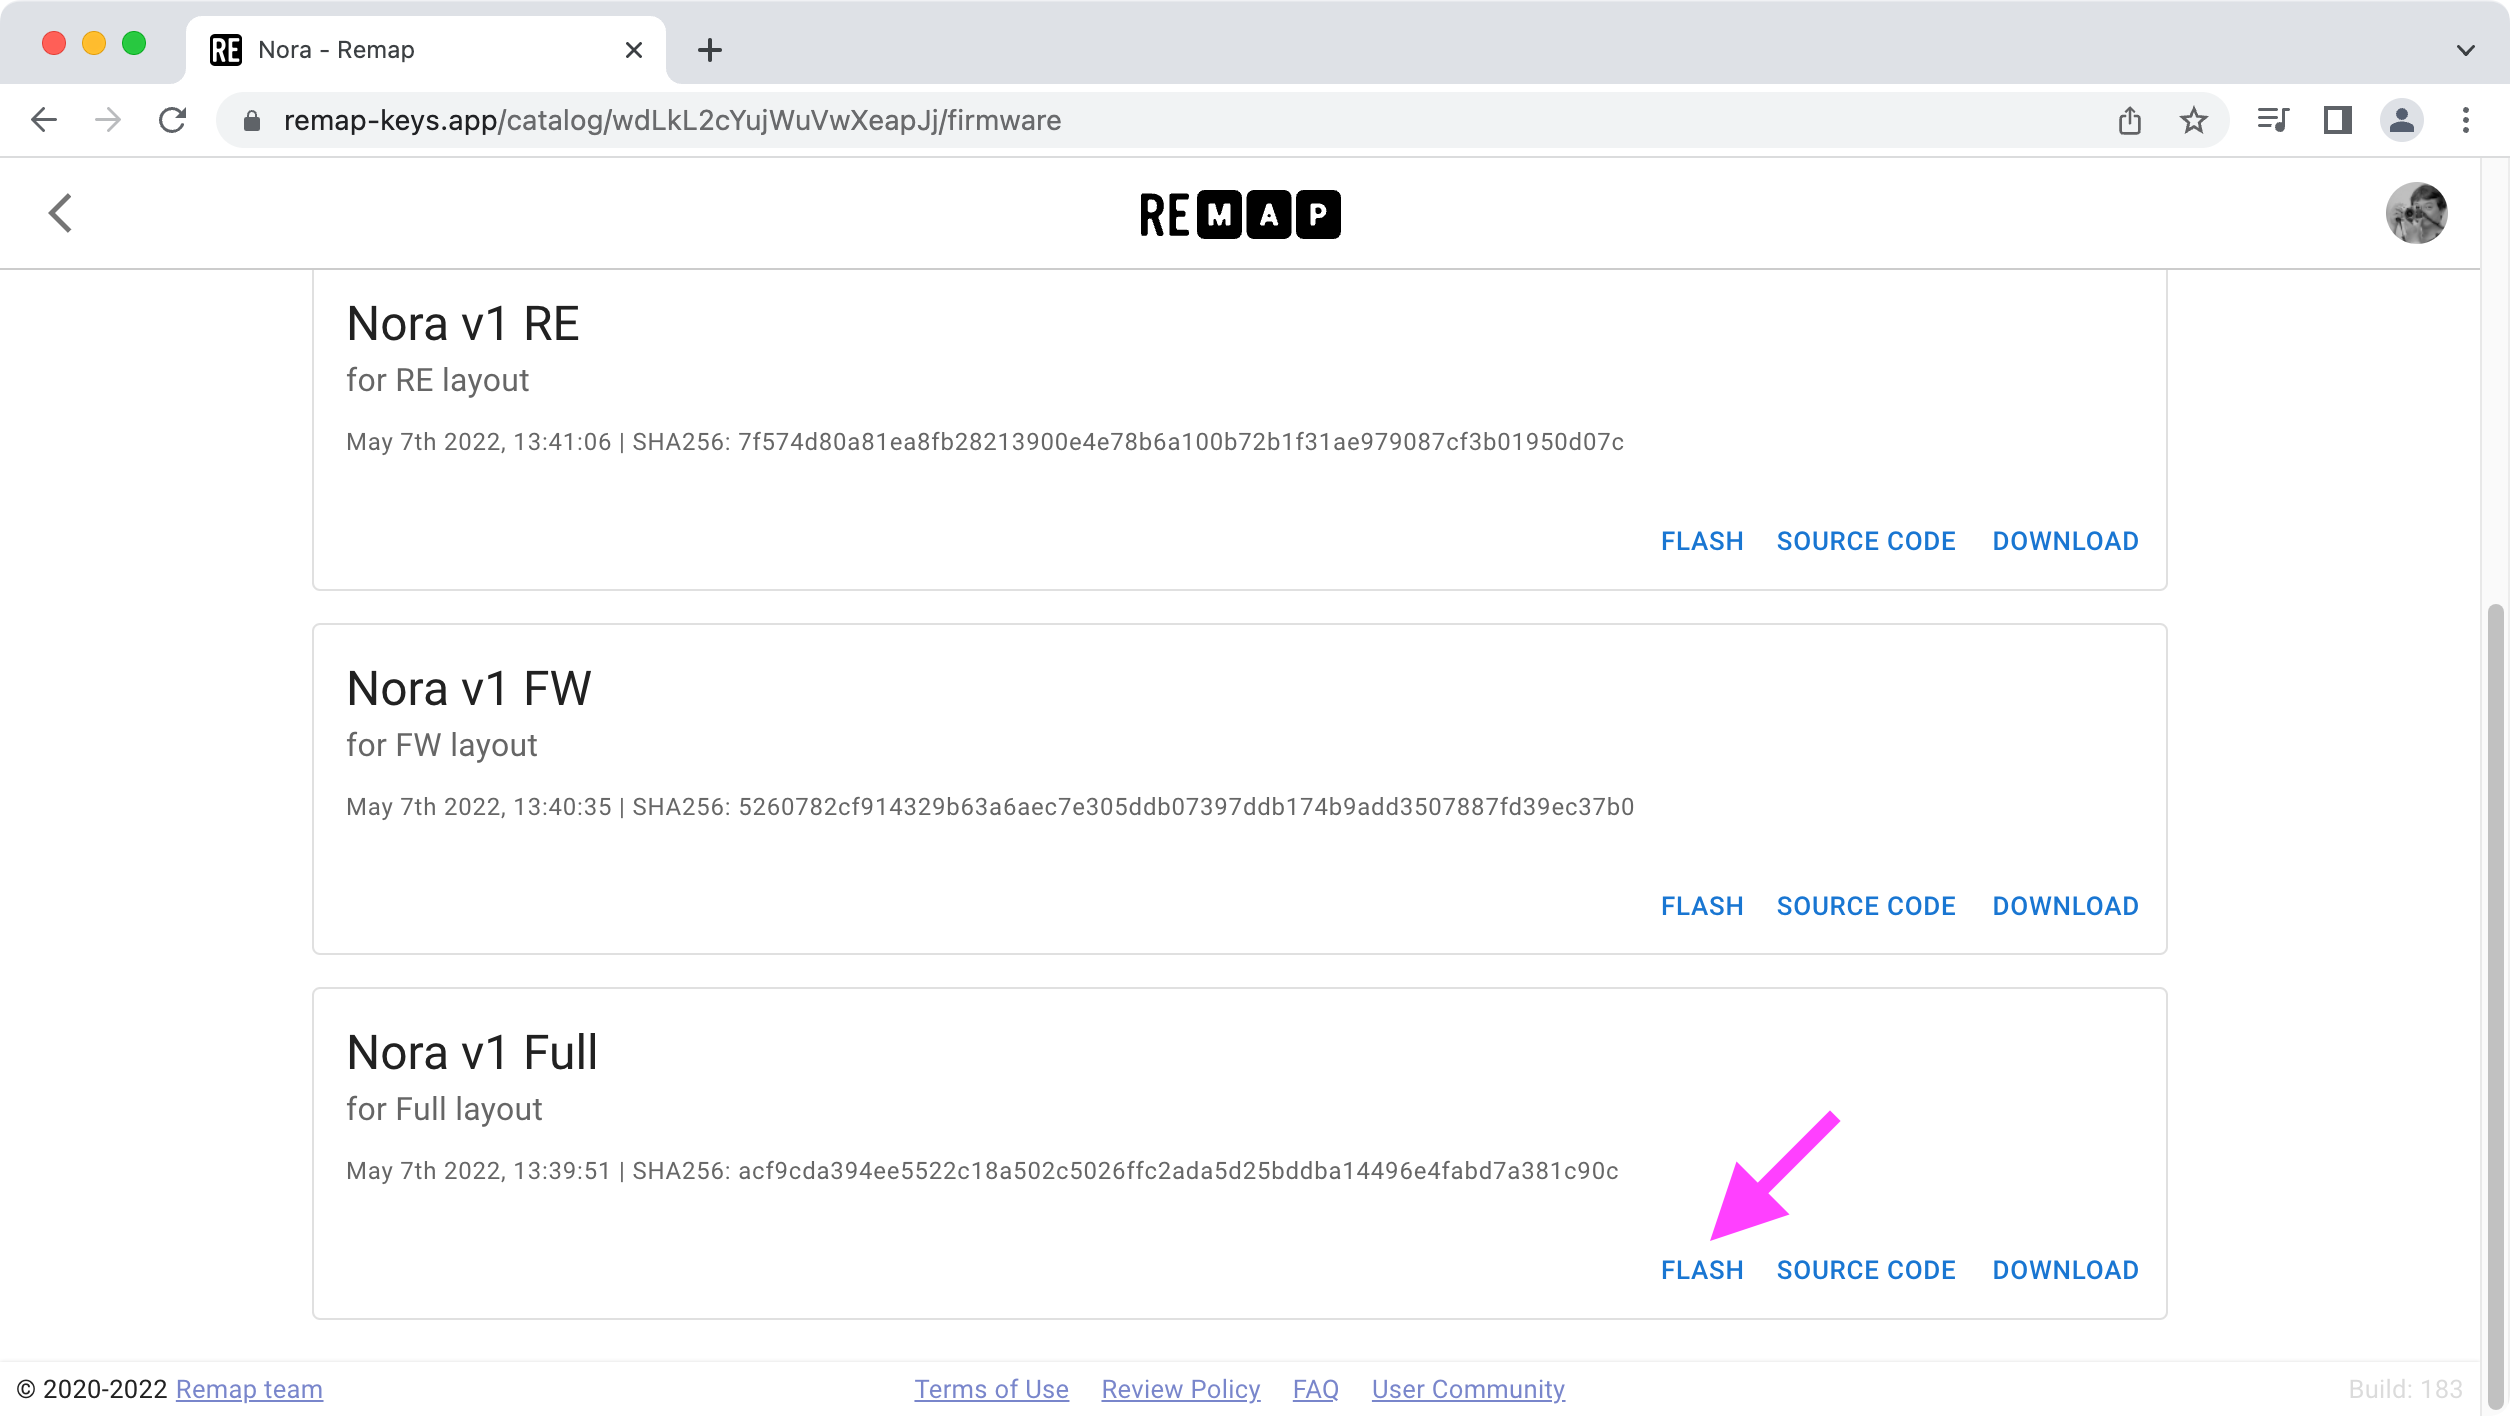 RE Nora - Remap
remap-keys.app/catalog/wdLkL2cYujWuVwXeapJj/firmware
REMAP
Nora v1 RE
for RE layout
May 7th 2022, 13:41:06 | SHA256: 7f574d80a81ea8fb28213900e4e78b6a100b72b1f31ae979087cf3b01950d07c
FLASH SOURCE CODE DOWNLOAD
Nora v1 FW
for FW layout
May 7th 2022, 13:40:35 | SHA256: 5260782cf914329b63a6aec7e305ddb07397ddb174b9add3507887fd39ec37b0
FLASH SOURCE CODE DOWNLOAD
Nora v1 Full
for Full layout
May 7th 2022, 13:39:51 | SHA256: acf9cda394ee5522c18a502c5026ffc2ada5d25bddba14496e4fabd7a381c90c
FLASH SOURCE CODE DOWNLOAD
© 2020-2022 Remap team Terms of Use Review Policy FAQ User Community Build: 183